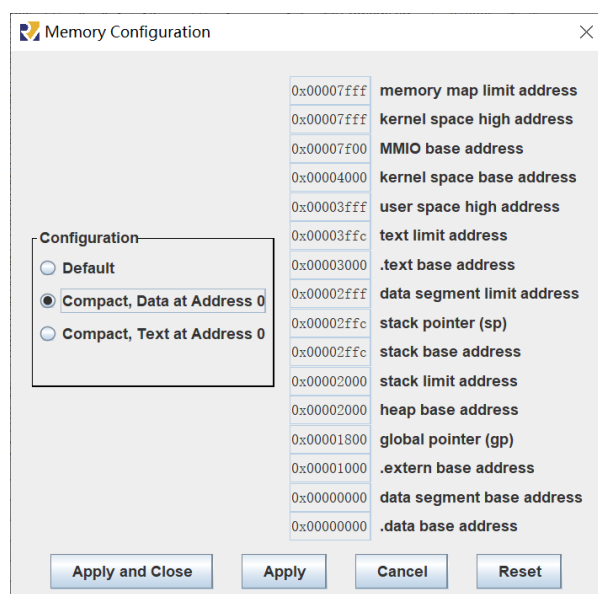 Memory Configuration
0x00007fff memory map limit address
0x00007fff kernel space high address
0x00007f00 MMIO base address
0x00004000 kernel space base address
0x00003fff user space high address
Configuration
0x00003ffc text limit address
Default
0x00003000 .text base address
Compact, Data at Address 0
0x00002fff data segment limit address
0x00002ffc stack pointer (sp)
Compact, Text at Address 0
0x00002ffc stack base address
0x00002000 stack limit address
0x00002000 heap base address
0x00001800 global pointer (gp)
0x00001000 .extern base address
0x00000000 data segment base address
0x00000000 .data base address
Apply and Close Apply Cancel Reset